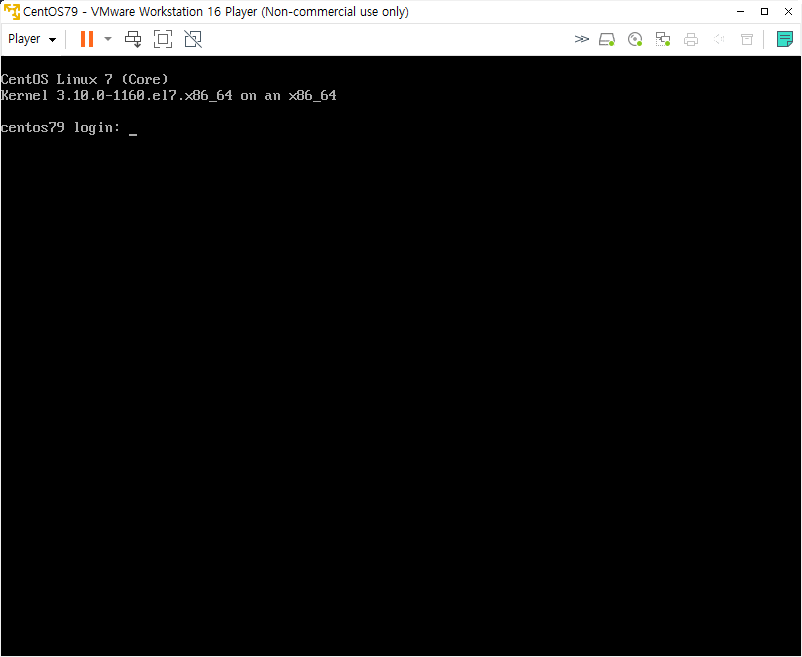 CentOS79 - VMware Workstation 16 Player (Non-commercial use only)
Player
CentOS Linux 7 (Core)
Kernel 3.10.0-1160.el7.x86_64 on an x86_64
centos79 login: _